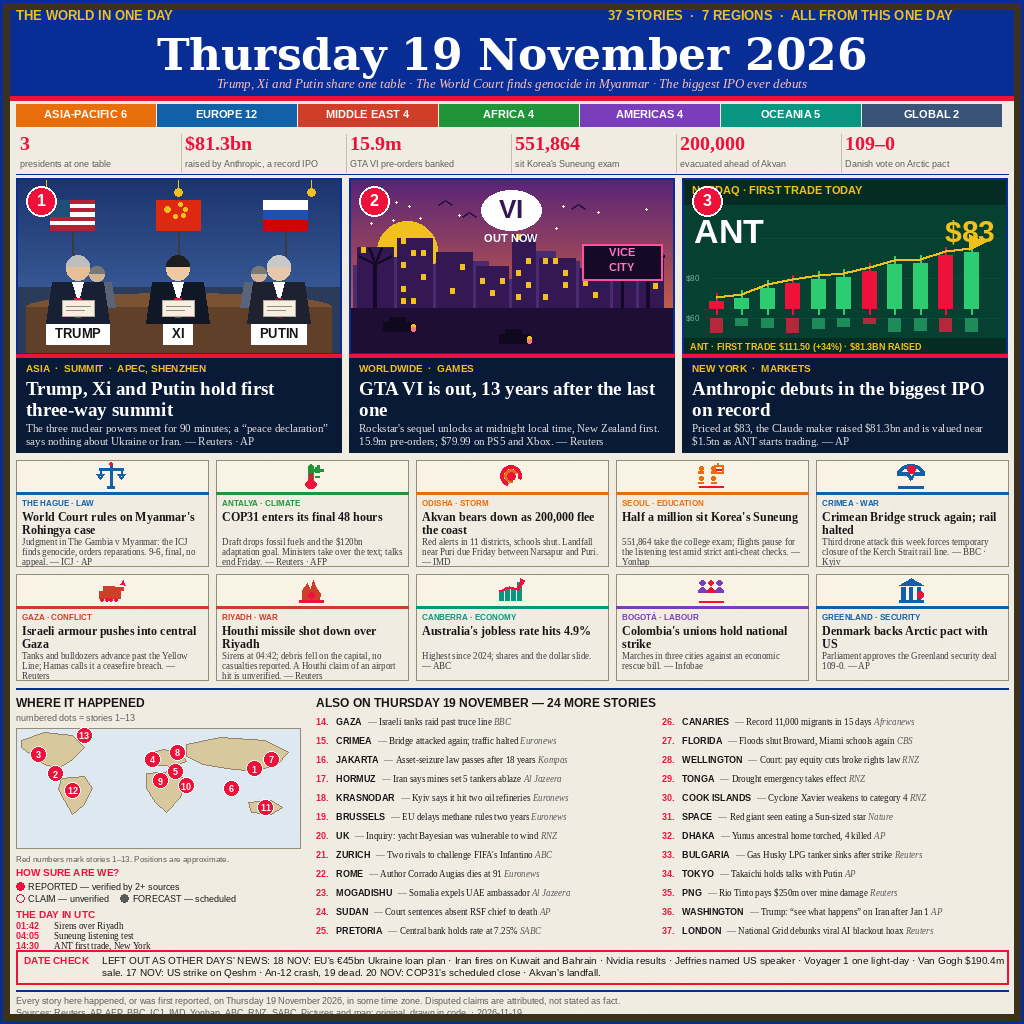 THE WORLD IN ONE DAY
37 STORIES · 7 REGIONS · ALL FROM THIS ONE DAY
Thursday 19 November 2026
Trump, Xi and Putin share one table · The World Court finds genocide in Myanmar · The biggest IPO ever debuts
ASIA-PACIFIC 6
EUROPE 12
MIDDLE EAST 4
AFRICA 4
AMERICAS 4
OCEANIA 5
GLOBAL 2
3
presidents at one table
$81.3bn
raised by Anthropic, a record IPO
15.9m
GTA VI pre-orders banked
551,864
sit Korea's Suneung exam
200,000
evacuated ahead of Akvan
109–0
Danish vote on Arctic pact
1
TRUMP
XI
PUTIN
ASIA · SUMMIT · APEC, SHENZHEN
Trump, Xi and Putin hold first
three-way summit
The three nuclear powers meet for 90 minutes; a “peace declaration”
says nothing about Ukraine or Iran. — Reuters · AP
2
VI
OUT NOW
VICE
CITY
WORLDWIDE · GAMES
GTA VI is out, 13 years after the last
one
Rockstar's sequel unlocks at midnight local time, New Zealand first.
15.9m pre-orders; $79.99 on PS5 and Xbox. — Reuters
3
DAQ · FIRST TRADE TODAY
ANT
$83
$80
$60
ANT · FIRST TRADE $111.50 (+34%) · $81.3BN RAISED
NEW YORK · MARKETS
Anthropic debuts in the biggest IPO
on record
Priced at $83, the Claude maker raised $81.3bn and is valued near
$1.5tn as ANT starts trading. — AP
THE HAGUE · LAW
World Court rules on Myanmar's
Rohingya case
Judgment in The Gambia v Myanmar: the ICJ
finds genocide, orders reparations. 9-6, final, no
appeal. — ICJ · AP
ANTALYA · CLIMATE
COP31 enters its final 48 hours
Draft drops fossil fuels and the $120bn
adaptation goal. Ministers take over the text; talks
end Friday. — Reuters · AFP
ODISHA · STORM
Akvan bears down as 200,000 flee
the coast
Red alerts in 11 districts, schools shut. Landfall
near Puri due Friday between Narsapur and Puri.
— IMD
SEOUL · EDUCATION
Half a million sit Korea's Suneung
551,864 take the college exam; flights pause for
the listening test amid strict anti-cheat checks. —
Yonhap
CRIMEA · WAR
Crimean Bridge struck again; rail
halted
Third drone attack this week forces temporary
closure of the Kerch Strait rail line. — BBC ·
Kyiv
GAZA · CONFLICT
Israeli armour pushes into central
Gaza
Tanks and bulldozers advance past the Yellow
Line; Hamas calls it a ceasefire breach. —
Reuters
RIYADH · WAR
Houthi missile shot down over
Riyadh
Sirens at 04:42; debris fell on the capital, no
casualties reported. A Houthi claim of an airport
hit is unverified. — Reuters
CANBERRA · ECONOMY
Australia's jobless rate hits 4.9%
Highest since 2024; shares and the dollar slide.
— ABC
BOGOTÁ · LABOUR
Colombia's unions hold national
strike
Marches in three cities against an economic
rescue bill. — Infobae
GREENLAND · SECURITY
Denmark backs Arctic pact with
US
Parliament approves the Greenland security deal
109-0. — AP
WHERE IT HAPPENED
numbered dots = stories 1–13
13
3
2
12
4
8
5
9
10
6
1
7
11
Red numbers mark stories 1–13. Positions are approximate.
HOW SURE ARE WE?
REPORTED — verified by 2+ sources
CLAIM — unverified
FORECAST — scheduled
THE DAY IN UTC
01:42 Sirens over Riyadh
04:05 Suneung listening test
14:30 ANT first trade, New York
ALSO ON THURSDAY 19 NOVEMBER — 24 MORE STORIES
14. GAZA — Israeli tanks raid past truce line BBC
15. CRIMEA — Bridge attacked again; traffic halted Euronews
16. JAKARTA — Asset-seizure law passes after 18 years Kompas
17. HORMUZ — Iran says mines set 5 tankers ablaze Al Jazeera
18. KRASNODAR — Kyiv says it hit two oil refineries Euronews
19. BRUSSELS — EU delays methane rules two years Euronews
20. UK — Inquiry: yacht Bayesian was vulnerable to wind RNZ
21. ZURICH — Two rivals to challenge FIFA's Infantino ABC
22. ROME — Author Corrado Augias dies at 91 Euronews
23. MOGADISHU — Somalia expels UAE ambassador Al Jazeera
24. SUDAN — Court sentences absent RSF chief to death AP
25. PRETORIA — Central bank holds rate at 7.25% SABC
26. CANARIES — Record 11,000 migrants in 15 days Africanews
27. FLORIDA — Floods shut Broward, Miami schools again CBS
28. WELLINGTON — Court: pay equity cuts broke rights law RNZ
29. TONGA — Drought emergency takes effect RNZ
30. COOK ISLANDS — Cyclone Xavier weakens to category 4 RNZ
31. SPACE — Red giant seen eating a Sun-sized star Nature
32. DHAKA — Yunus ancestral home torched, 4 killed AP
33. BULGARIA — Gas Husky LPG tanker sinks after strike Reuters
34. TOKYO — Takaichi holds talks with Putin AP
35. PNG — Rio Tinto pays $250m over mine damage Reuters
36. WASHINGTON — Trump: “see what happens” on Iran after Jan 1 AP
37. LONDON — National Grid debunks viral AI blackout hoax Reuters
DATE CHECK
LEFT OUT AS OTHER DAYS' NEWS: 18 NOV: EU's €45bn Ukraine loan plan · Iran fires on Kuwait and Bahrain · Nvidia results · Jeffries named US speaker · Voyager 1 one light-day · Van Gogh $190.4m
sale. 17 NOV: US strike on Qeshm · An-12 crash, 19 dead. 20 NOV: COP31's scheduled close · Akvan's landfall.
Every story here happened, or was first reported, on Thursday 19 November 2026, in some time zone. Disputed claims are attributed, not stated as fact.
Sources: Reuters, AP, AFP, BBC, ICJ, IMD, Yonhap, ABC, RNZ, SABC. Pictures and map: original, drawn in code. · 2026-11-19